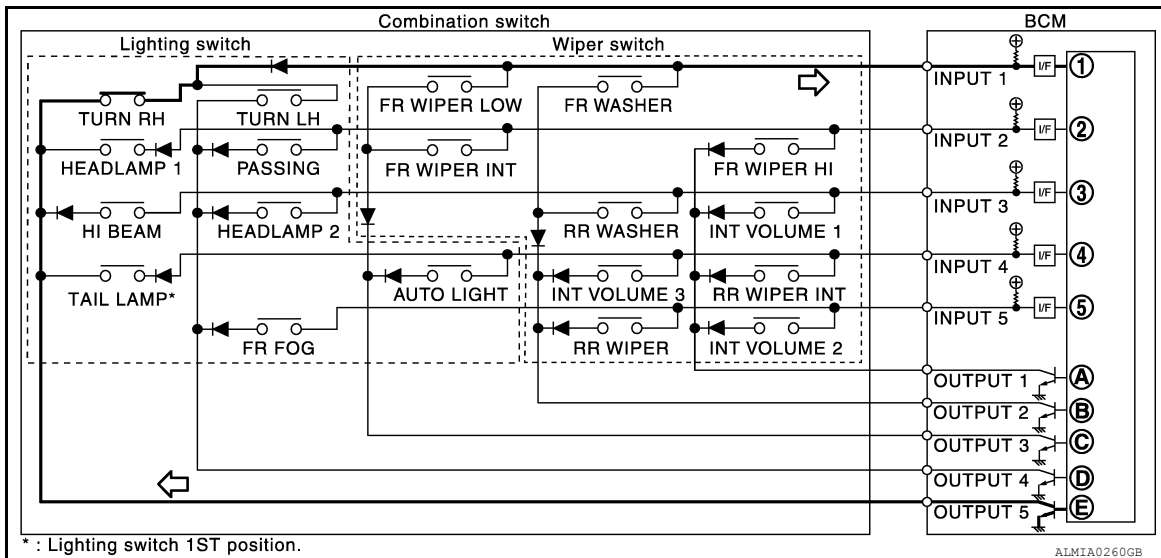 Combination switch BCM
Lighting switch Wiper switch
INPUT 1 I/F 1
TURN RH TURN LH FR WIPER LOW FR WASHER
INPUT 2 I/F 2
HEADLAMP 1 PASSING FR WIPER INT FR WIPER HI
INPUT 3 I/F 3
HI BEAM HEADLAMP 2 RR WASHER INT VOLUME 1
INPUT 4 I/F 4
TAIL LAMP* AUTO LIGHT INT VOLUME 3 RR WIPER INT
INPUT 5 I/F 5
FR FOG RR WIPER INT VOLUME 2
OUTPUT 1 A
OUTPUT 2 B
OUTPUT 3 C
OUTPUT 4 D
OUTPUT 5 E
* : Lighting switch 1ST position.
ALMIA0260GB